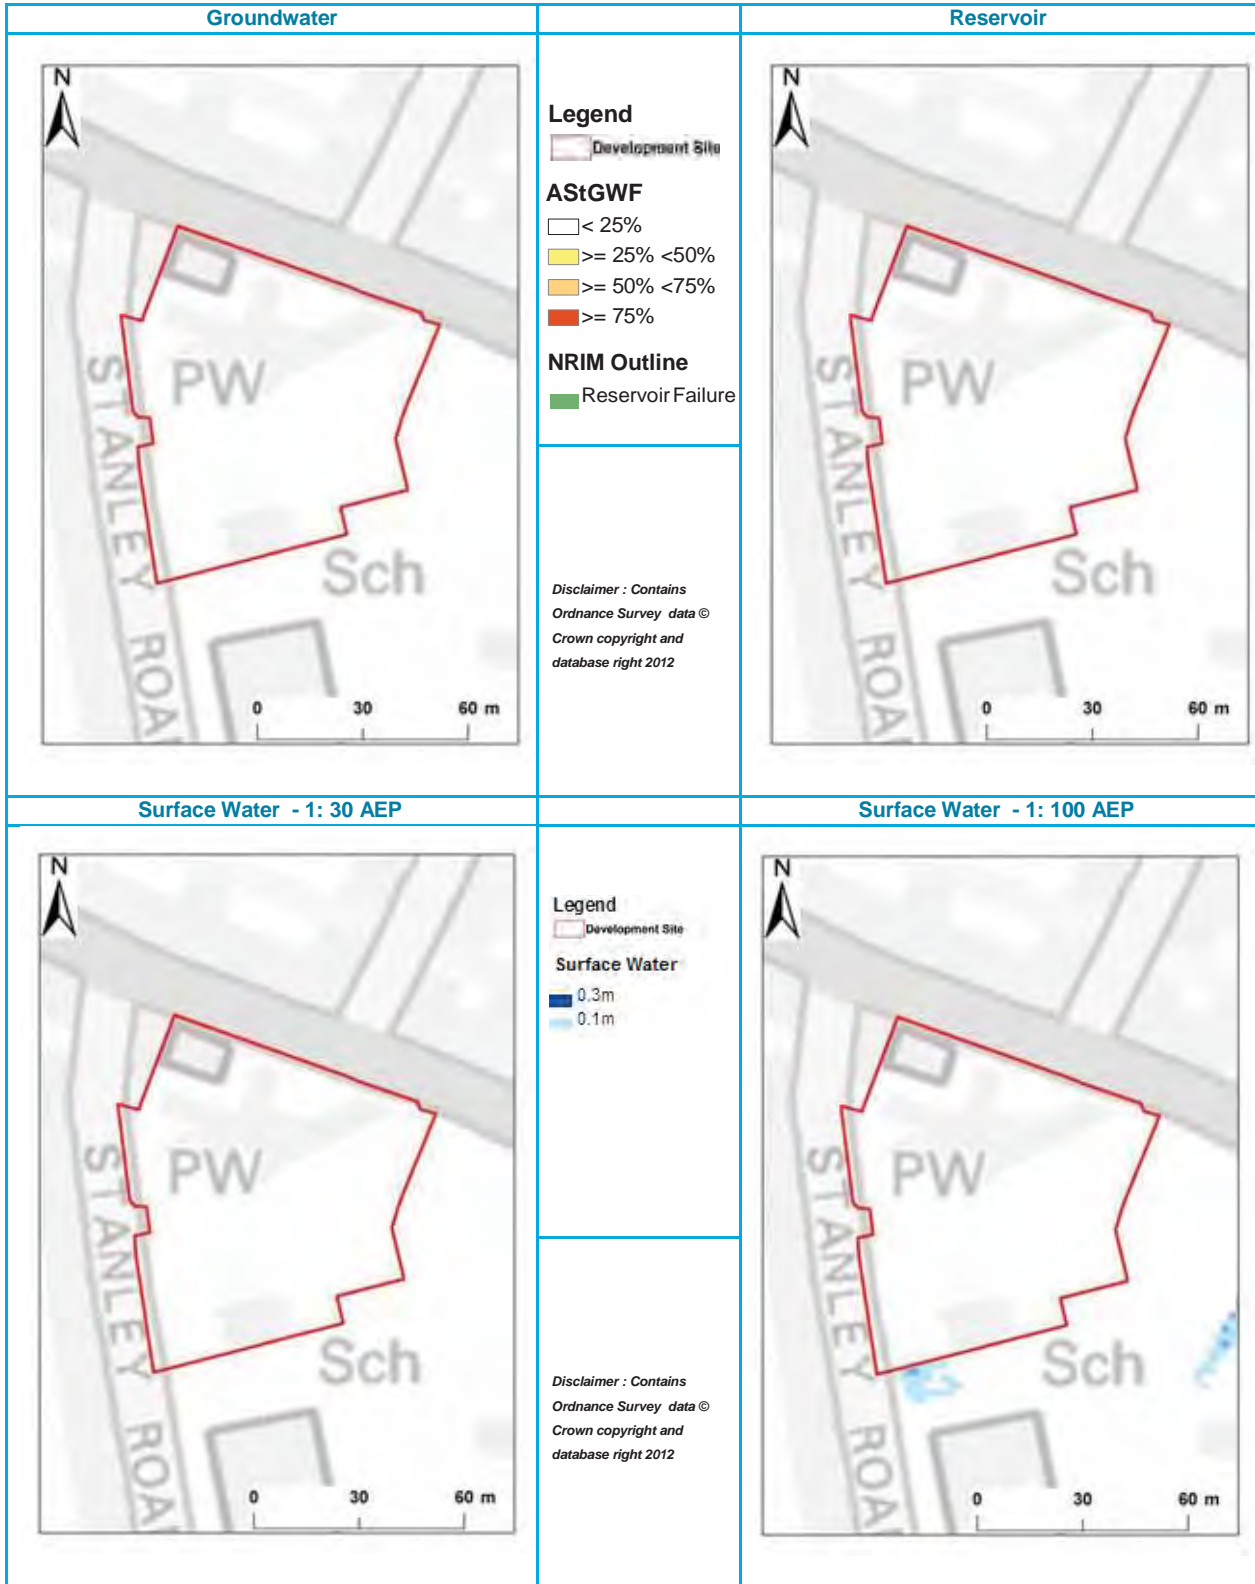 Groundwater
Reservoir
N
PW
STANLEY ROA
Sch
0 30 60 m
Legend
Development Site
AStGWF
< 25%
>= 25% <50%
>= 50% <75%
>= 75%
NRIM Outline
Reservoir Failure
Disclaimer : Contains
Ordnance Survey data ©
Crown copyright and
database right 2012
N
PW
STANLEY ROA
Sch
0 30 60 m
Surface Water - 1: 30 AEP
Surface Water - 1: 100 AEP
N
PW
STANLEY ROA
Sch
0 30 60 m
Legend
Development Site
Surface Water
0.3m
0.1m
Disclaimer : Contains
Ordnance Survey data ©
Crown copyright and
database right 2012
N
PW
STANLEY ROA
Sch
0 30 60 m